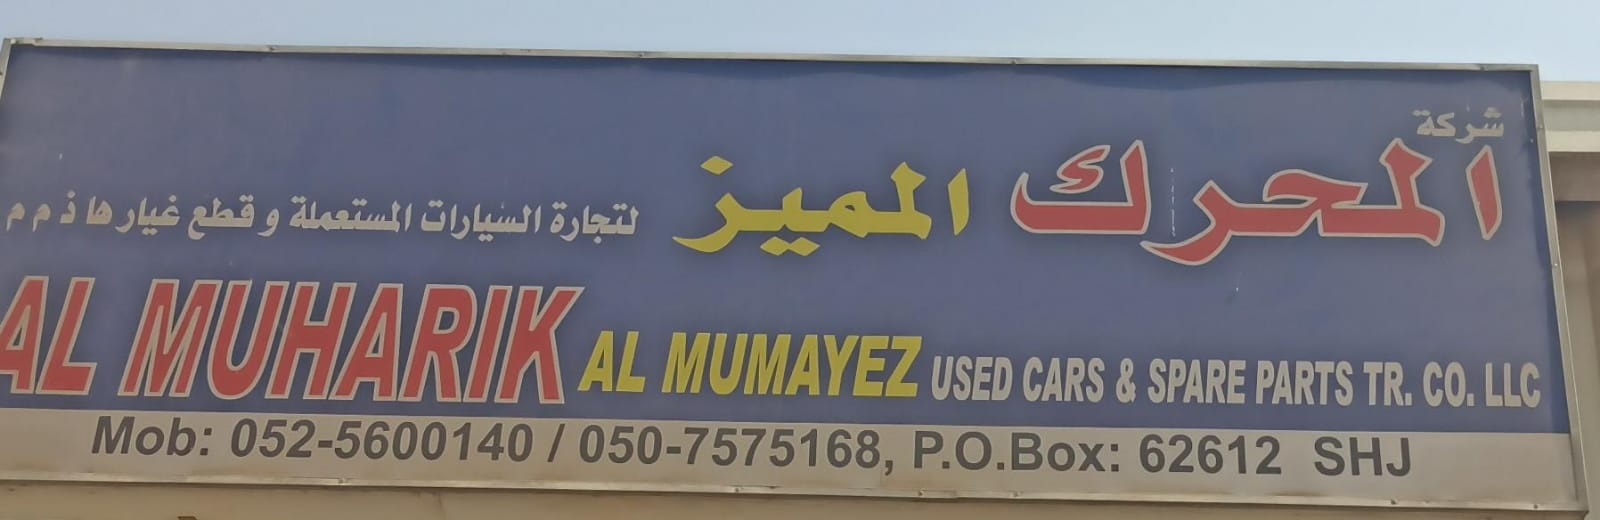 شركة
المحرك المميز لتجارة السيارات المستعملة و قطع غيارها ذ م م
AL MUHARIK AL MUMAYEZ USED CARS & SPARE PARTS TR. CO. LLC
Mob: 052-5600140 / 050-7575168, P.O.Box: 62612 SHJ